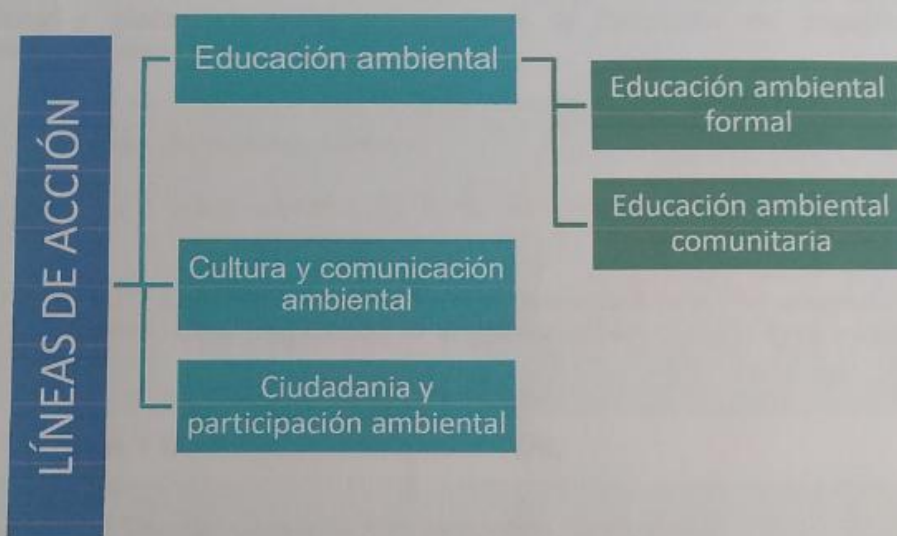 LÍNEAS DE ACCIÓN
Educación ambiental
Educación ambiental
formal
Educación ambiental
comunitaria
Cultura y comunicación
ambiental
Ciudadania y
participación ambiental